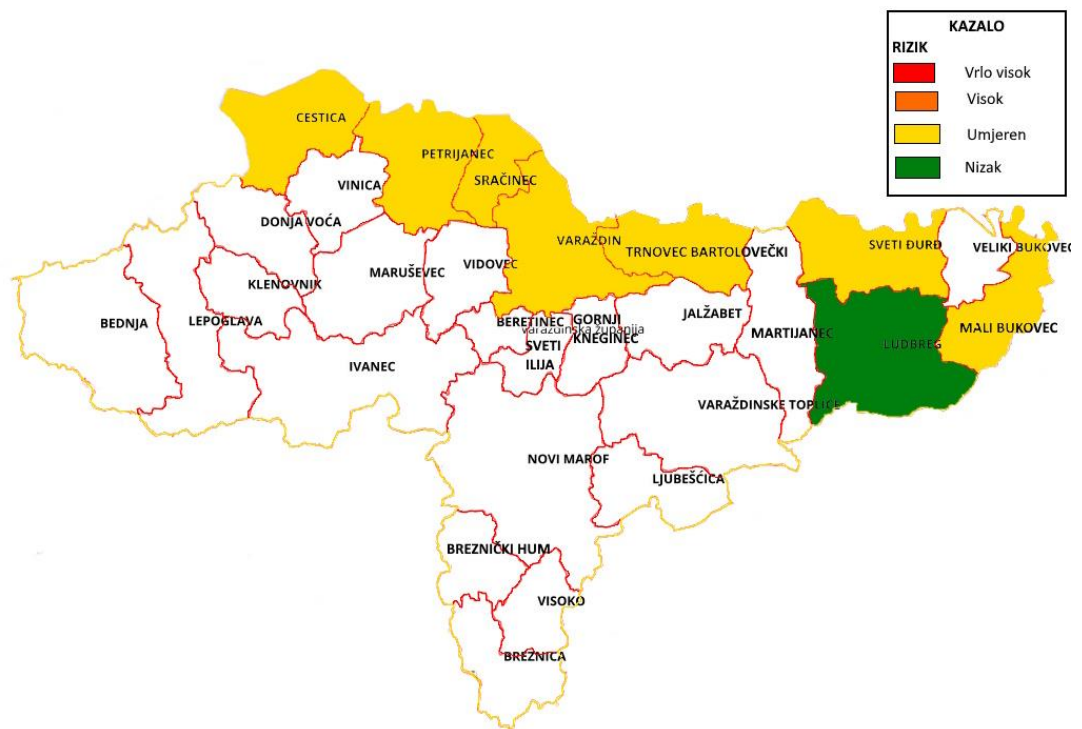 KAZALO
RIZIK
Vrlo visok
Visok
Umjeren
Nizak
CESTICA
PETRIJANEC
SRAČINEC
VINICA
DONJA VOĆA
VARAŽDIN
TRNOVEC BARTOLOVEČKI
SVETI ĐURĐ
VELIKI BUKOVEC
MARUŠEVEC
VIDOVEC
KLENOVNIK
BEDNJA
LEPOGLAVA
BERETINEC
GORNJI
KNEGINEC
varaždinska županija
SVETI
ILIJA
JALŽABET
MARTIJANEC
MALI BUKOVEC
LUDBREG
IVANEC
VARAŽDINSKE TOPLICE
NOVI MAROF
LJUBEŠĆICA
BREZNIČKI HUM
VISOKO
BREZNICA